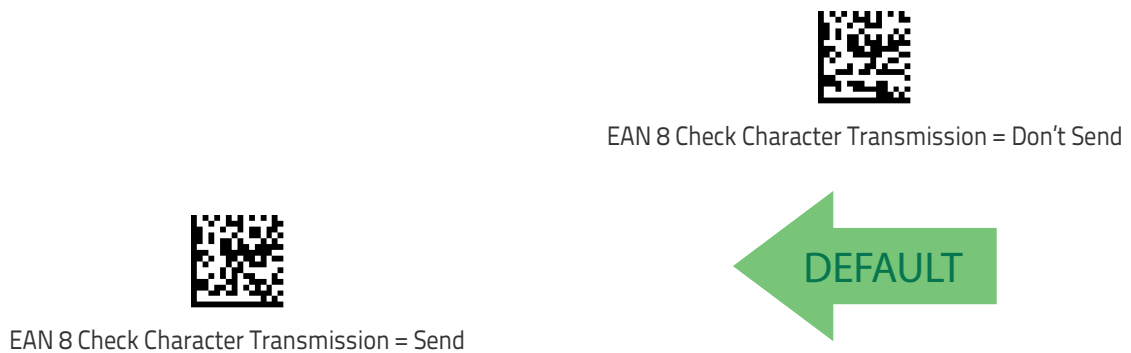 EAN 8 Check Character Transmission = Don't Send
DEFAULT
EAN 8 Check Character Transmission = Send